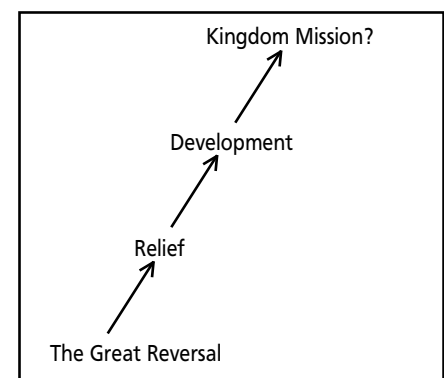 Kingdom Mission?
Development
Relief
The Great Reversal